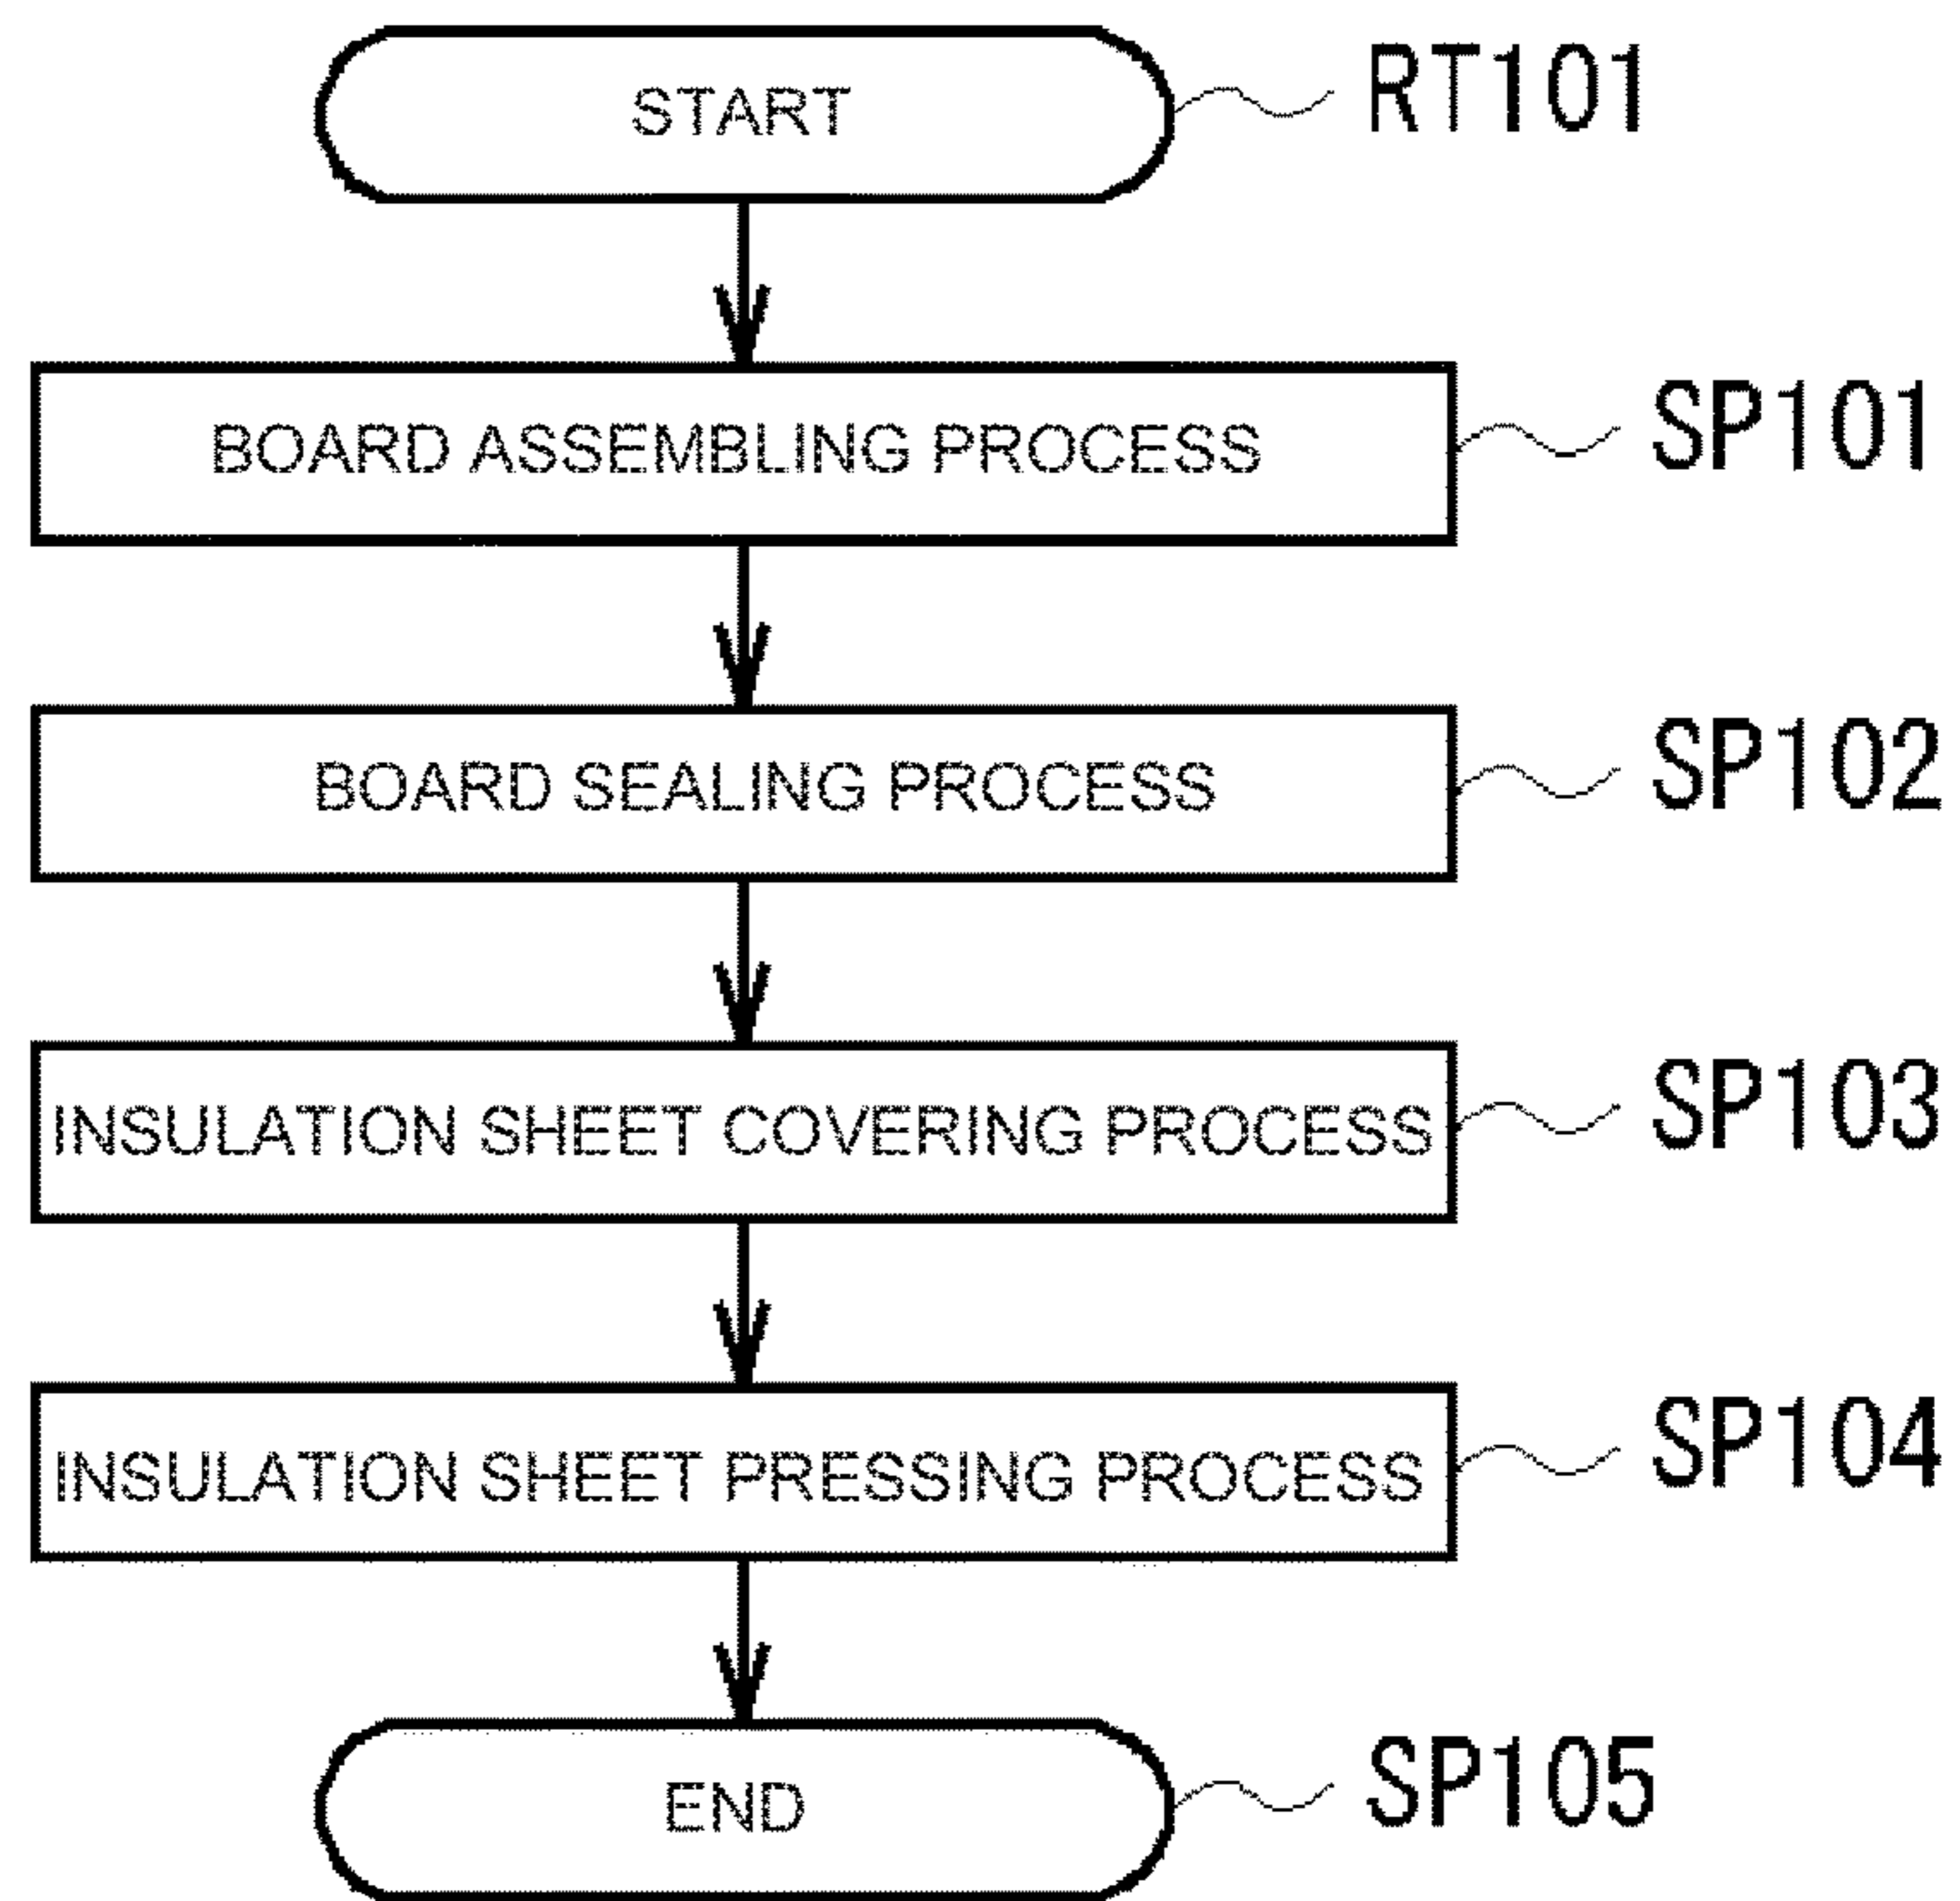 START RT101
BOARD ASSEMBLING PROCESS SP101
BOARD SEALING PROCESS SP102
INSULATION SHEET COVERING PROCESS SP103
INSULATION SHEET PRESSING PROCESS SP104
END SP105